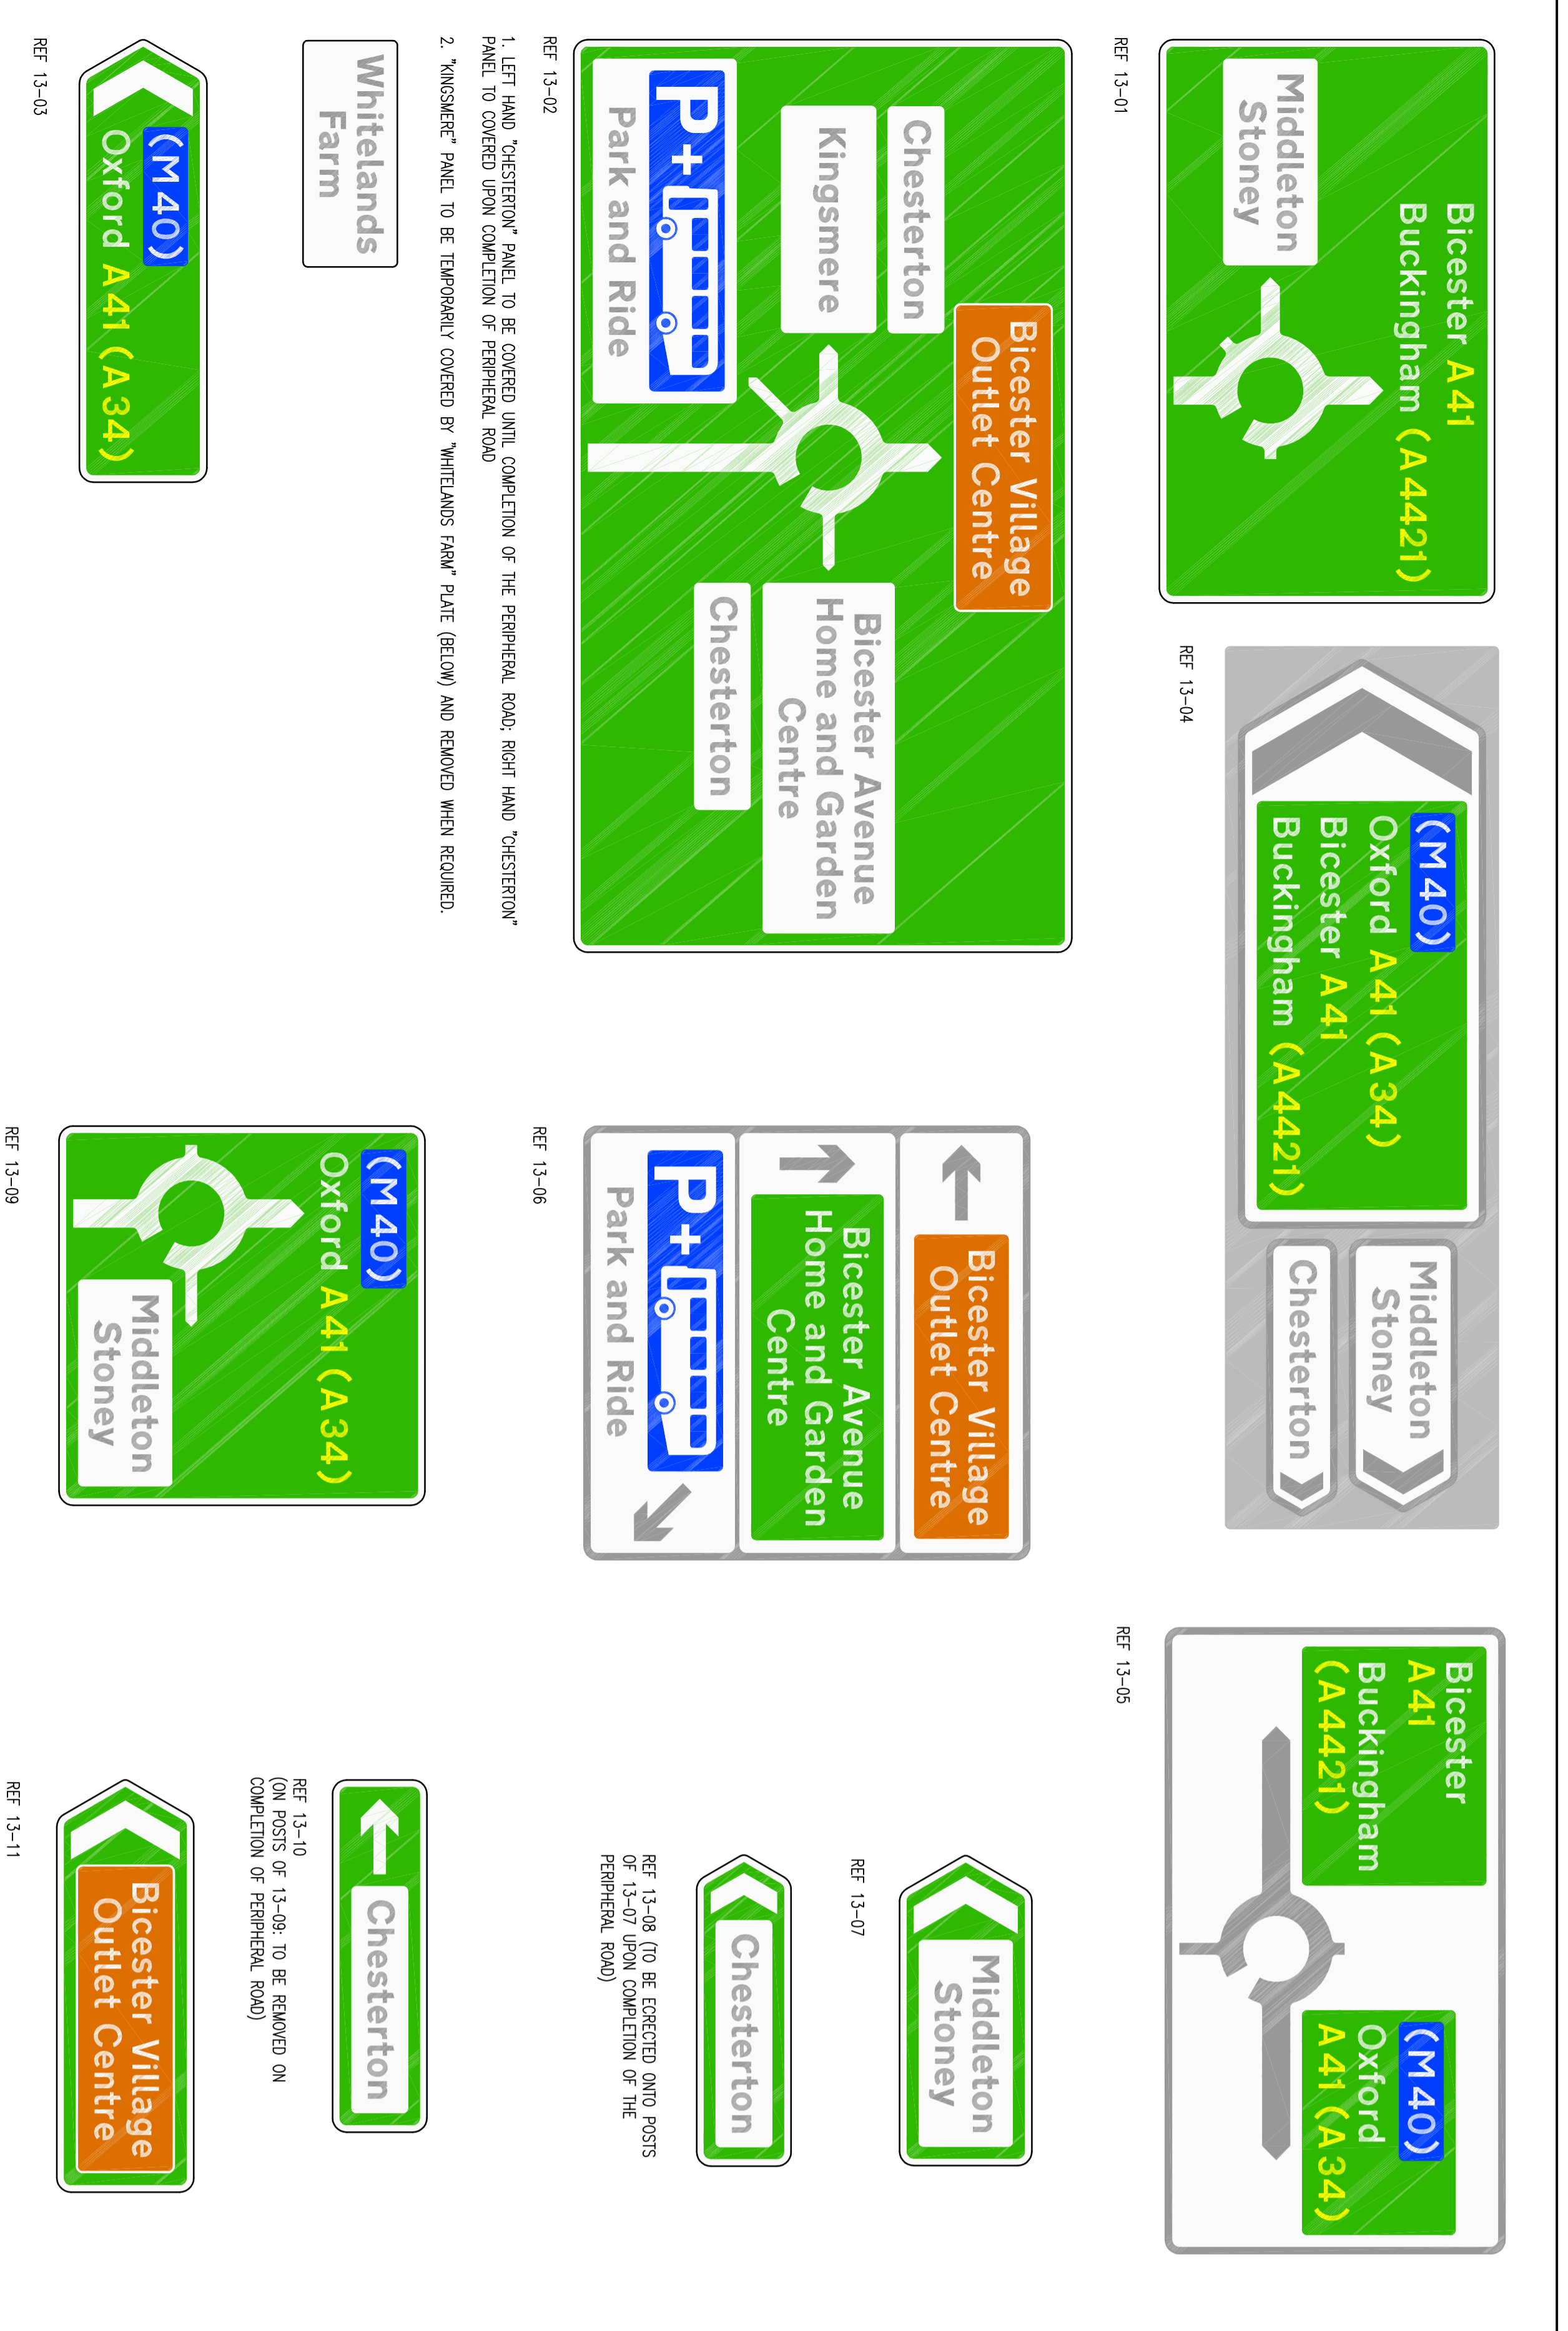 Bicester A41
Buckingham (A4421)
Middleton
Stoney
REF 13-01
(M40)
Oxford A41 (A34)
Bicester A41
Buckingham (A4421)
Middleton
Stoney
Chesterton
REF 13-04
Bicester
A41
Buckingham
(A4421)
(M40)
Oxford
A41 (A34)
REF 13-05
Bicester Village
Outlet Centre
Chesterton
Kingsmere
Bicester Avenue
Home and Garden
Centre
Chesterton
P+
Park and Ride
REF 13-02
1. LEFT HAND "CHESTERTON" PANEL TO BE COVERED UNTIL COMPLETION OF THE PERIPHERAL ROAD; RIGHT HAND "CHESTERTON"
PANEL TO COVERED UPON COMPLETION OF PERIPHERAL ROAD
2. "KINGSMERE" PANEL TO BE TEMPORARILY COVERED BY "WHITELANDS FARM" PLATE (BELOW) AND REMOVED WHEN REQUIRED.
Whitelands
Farm
Bicester Village
Outlet Centre
Bicester Avenue
Home and Garden
Centre
P+
Park and Ride
REF 13-06
Middleton
Stoney
REF 13-07
Chesterton
REF 13-08 (TO BE ECRECTED ONTO POSTS
OF 13-07 UPON COMPLETION OF THE
PERIPHERAL ROAD)
(M40)
Oxford A41 (A34)
REF 13-03
(M40)
Oxford A41 (A34)
Middleton
Stoney
REF 13-09
Chesterton
REF 13-10
(ON POSTS OF 13-09: TO BE REMOVED ON
COMPLETION OF PERIPHERAL ROAD)
Bicester Village
Outlet Centre
REF 13-11